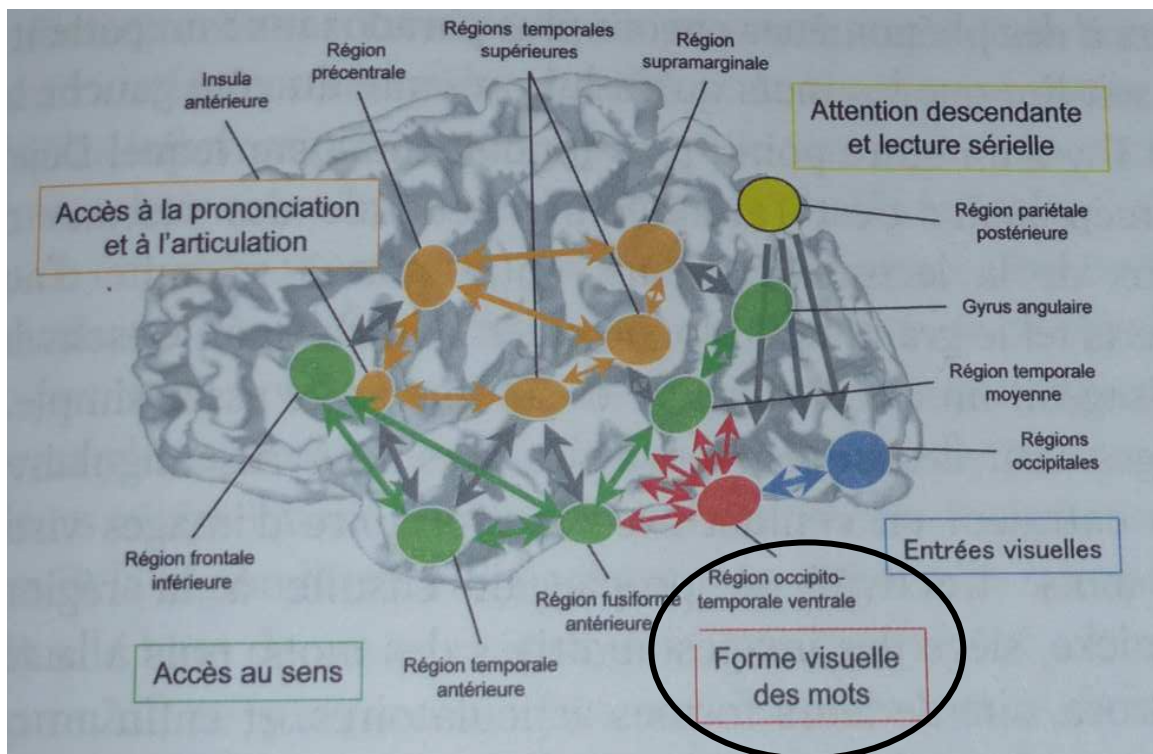 Régions temporales
supérieures
Région
supramarginale
Région
précentrale
Insula
antérieure
Attention descendante
et lecture sérielle
Accès à la prononciation
et à l'articulation
Région pariétale
postérieure
Gyrus angulaire
Région temporale
moyenne
Régions
occipitales
Entrées visuelles
Région frontale
inférieure
Région fusiforme
antérieure
Région occipito-
temporale ventrale
Accès au sens
Région temporale
antérieure
Forme visuelle
des mots